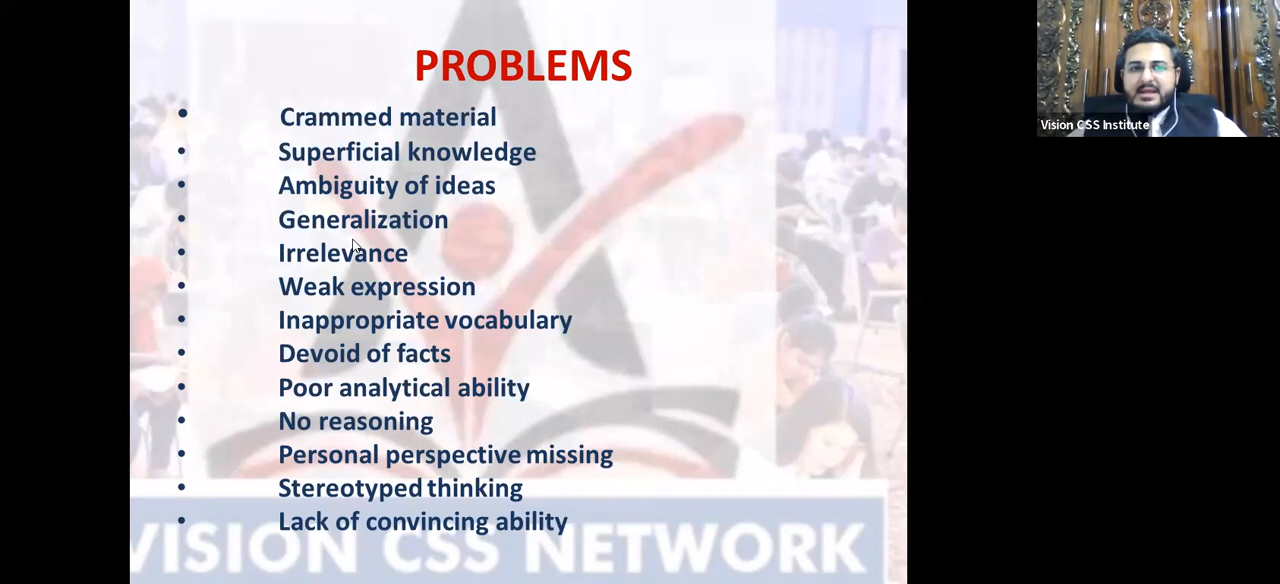 PROBLEMS
• Crammed material
• Superficial knowledge
• Ambiguity of ideas
• Generalization
• Irrelevance
• Weak expression
• Inappropriate vocabulary
• Devoid of facts
• Poor analytical ability
• No reasoning
• Personal perspective missing
• Stereotyped thinking
• Lack of convincing ability
VISION CSS NETWORK
Vision CSS Institute